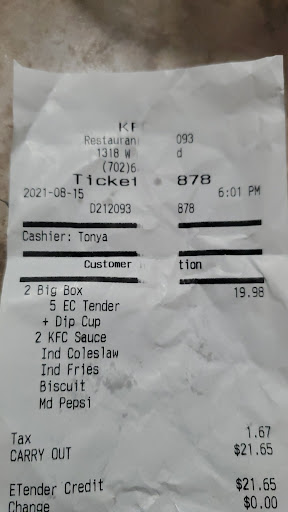 KF
Restauran 093
1318 W d
(702)6
Ticket 878
2021-08-15 6:01 PM
D212093 878
Cashier: Tonya
Customer tion
2 Big Box 19.98
5 EC Tender
+ Dip Cup
2 KFC Sauce
Ind Coleslaw
Ind Fries
Biscuit
Md Pepsi
Tax 1.67
CARRY OUT $21.65
ETender Credit $21.65
Change $0.00